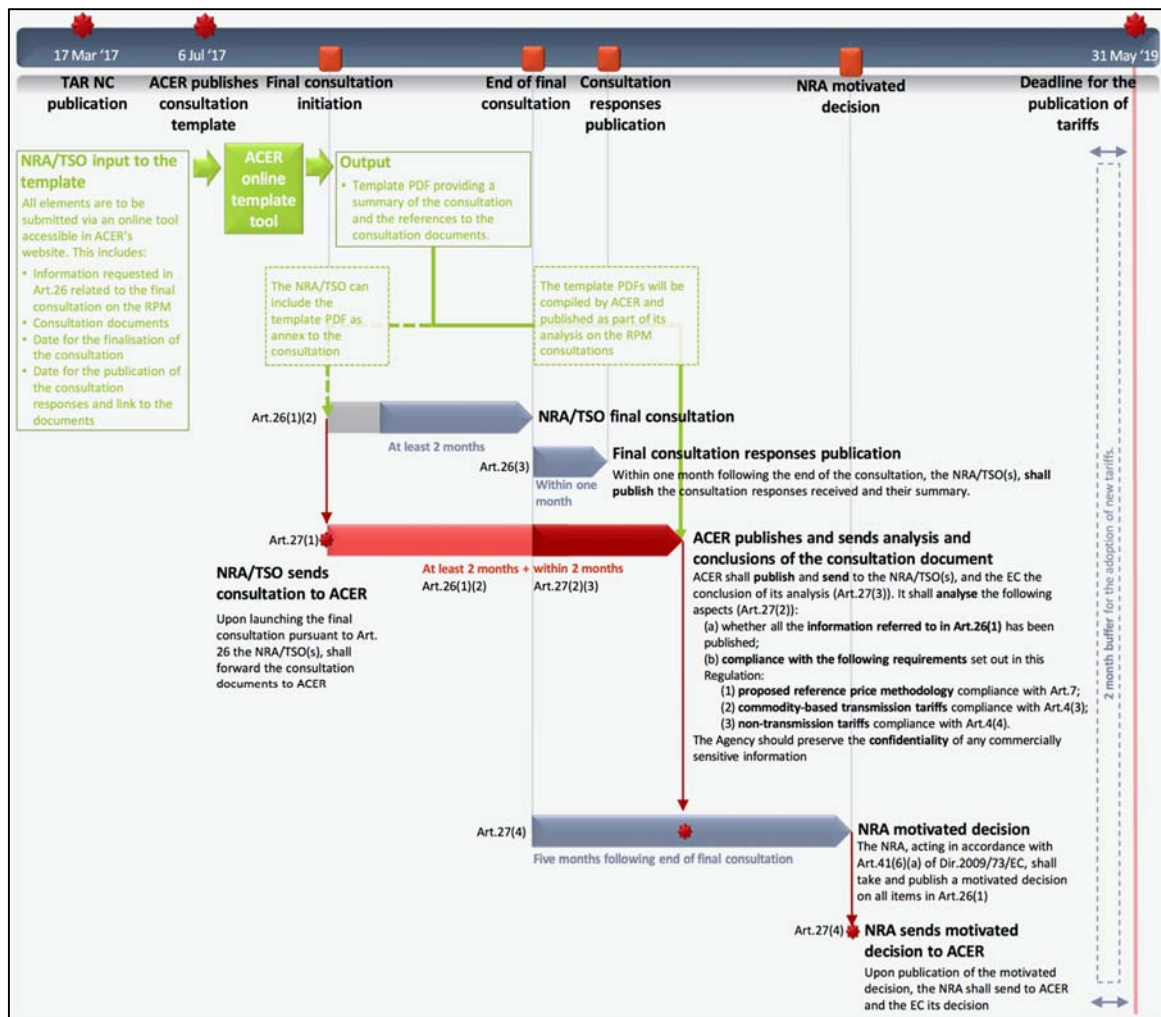 17 Mar '17
6 Jul '17
31 May '19
TAR NC
publication
ACER publishes
consultation
template
Final consultation
initiation
End of final
consultation
Consultation
responses
publication
NRA motivated
decision
Deadline for the
publication of
tariffs
NRA/TSO input to the
template
All elements are to be
submitted via an online tool
accessible in ACER's
website. This includes:
• Information requested in
Art.26 related to the final
consultation on the RPM
• Consultation documents
• Date for the finalisation of
the consultation
• Date for the publication of
the consultation
responses and link to the
documents
ACER
online
template
tool
Output
• Template PDF providing a
summary of the consultation
and the references to the
consultation documents.
The NRA/TSO can
include the
template PDF as
annex to the
consultation
The template PDFs will be
compiled by ACER and
published as part of its
analysis on the RPM
consultations
Art.26(1)(2)
NRA/TSO final consultation
At least 2 months
Art.26(3)
Within one
month
Final consultation responses publication
Within one month following the end of the consultation, the NRA/TSO(s), shall
publish the consultation responses received and their summary.
Art.27(1)
At least 2 months + within 2 months
Art.26(1)(2)
Art.27(2)(3)
NRA/TSO sends
consultation to ACER
Upon launching the final
consultation pursuant to Art.
26 the NRA/TSO(s), shall
forward the consultation
documents to ACER
ACER publishes and sends analysis and
conclusions of the consultation document
ACER shall publish and send to the NRA/TSO(s), and the EC the
conclusion of its analysis (Art.27(3)). It shall analyse the following
aspects (Art.27(2)):
(a) whether all the information referred to in Art.26(1) has been
published;
(b) compliance with the following requirements set out in this
Regulation:
(1) proposed reference price methodology compliance with Art.7;
(2) commodity-based transmission tariffs compliance with Art.4(3);
(3) non-transmission tariffs compliance with Art.4(4).
The Agency should preserve the confidentiality of any commercially
sensitive information
2 month buffer for the adoption of new tariffs.
Art.27(4)
Five months following end of final consultation
NRA motivated decision
The NRA, acting in accordance with
Art.41(6)(a) of Dir.2009/73/EC, shall
take and publish a motivated decision
on all items in Art.26(1)
Art.27(4)
NRA sends motivated
decision to ACER
Upon publication of the motivated
decision, the NRA shall send to ACER
and the EC its decision